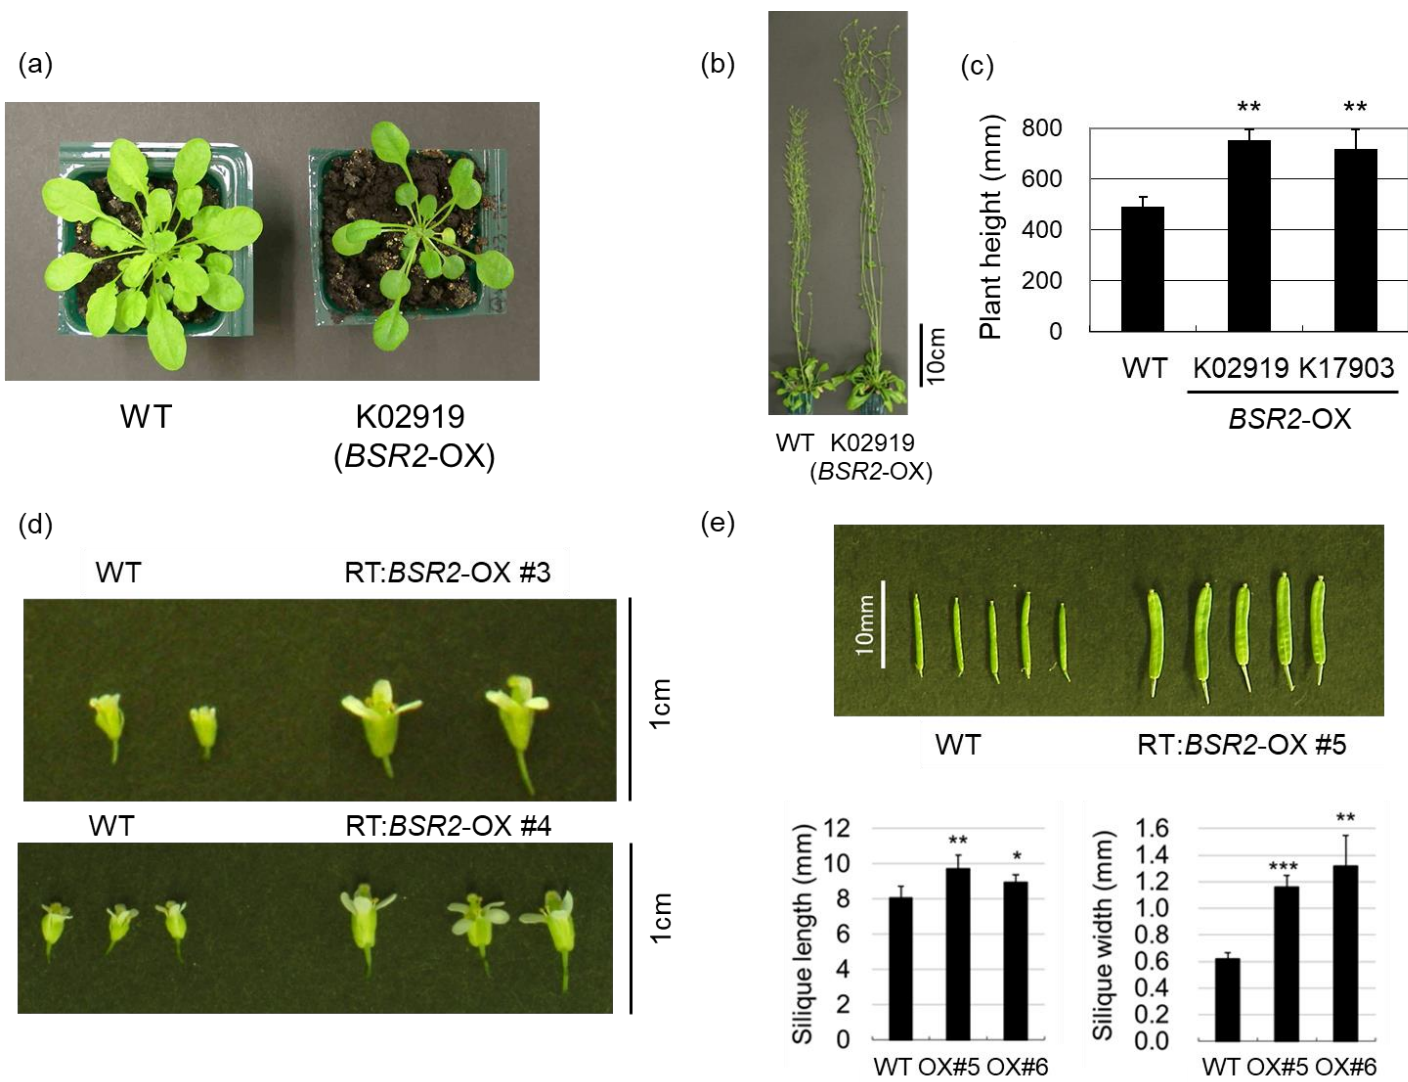 (a)
WT
K02919
(BSR2-OX)
(b)
10cm
WT K02919
(BSR2-OX)
(c)
Plant height (mm)
800
600
400
200
0
** **
WT K02919 K17903
BSR2-OX
(d)
WT RT:BSR2-OX #3
1cm
WT RT:BSR2-OX #4
1cm
(e)
10mm
WT RT:BSR2-OX #5
Silique length (mm)
12
10
8
6
4
2
0
** *
WT OX#5 OX#6
Silique width (mm)
1.6
1.4
1.2
1.0
0.8
0.6
0.4
0.2
0.0
*** **
WT OX#5 OX#6